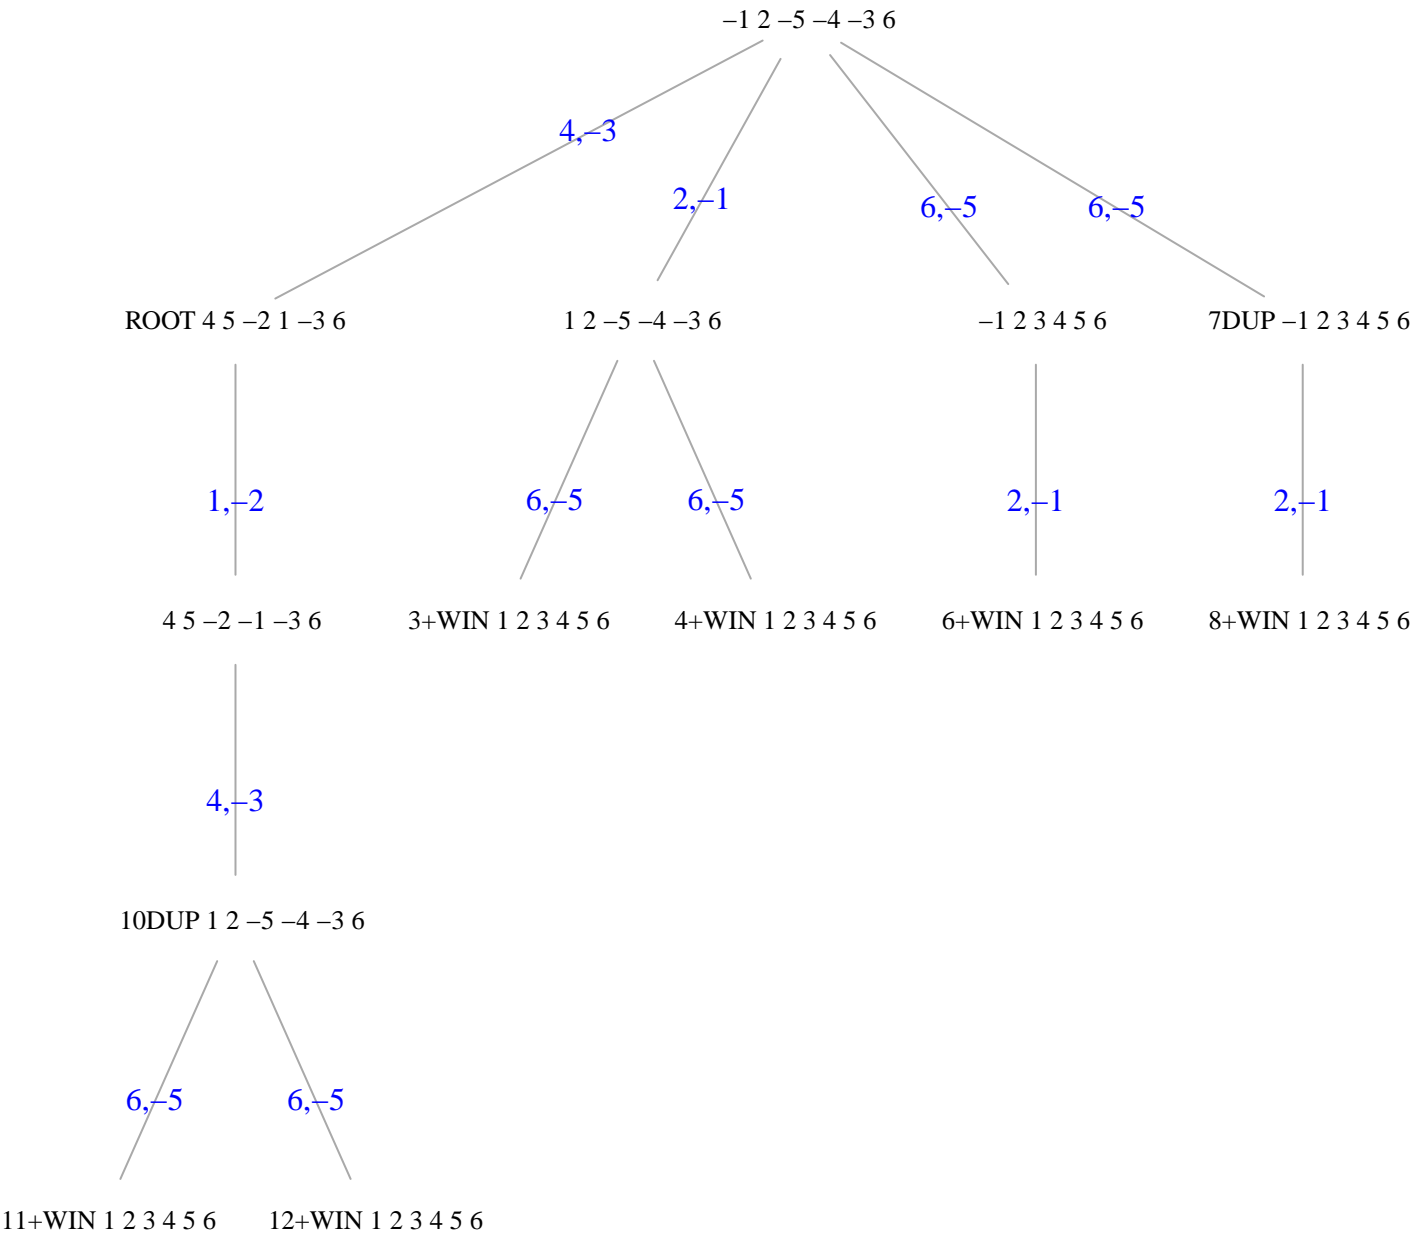 –1 2 –5 –4 –3 6
4,–3
2,–1
6,–5
6,–5
ROOT 4 5 –2 1 –3 6
1 2 –5 –4 –3 6
–1 2 3 4 5 6
7DUP –1 2 3 4 5 6
1,–2
6,–5
6,–5
2,–1
2,–1
4 5 –2 –1 –3 6
3+WIN 1 2 3 4 5 6
4+WIN 1 2 3 4 5 6
6+WIN 1 2 3 4 5 6
8+WIN 1 2 3 4 5 6
4,–3
10DUP 1 2 –5 –4 –3 6
6,–5
6,–5
11+WIN 1 2 3 4 5 6
12+WIN 1 2 3 4 5 6